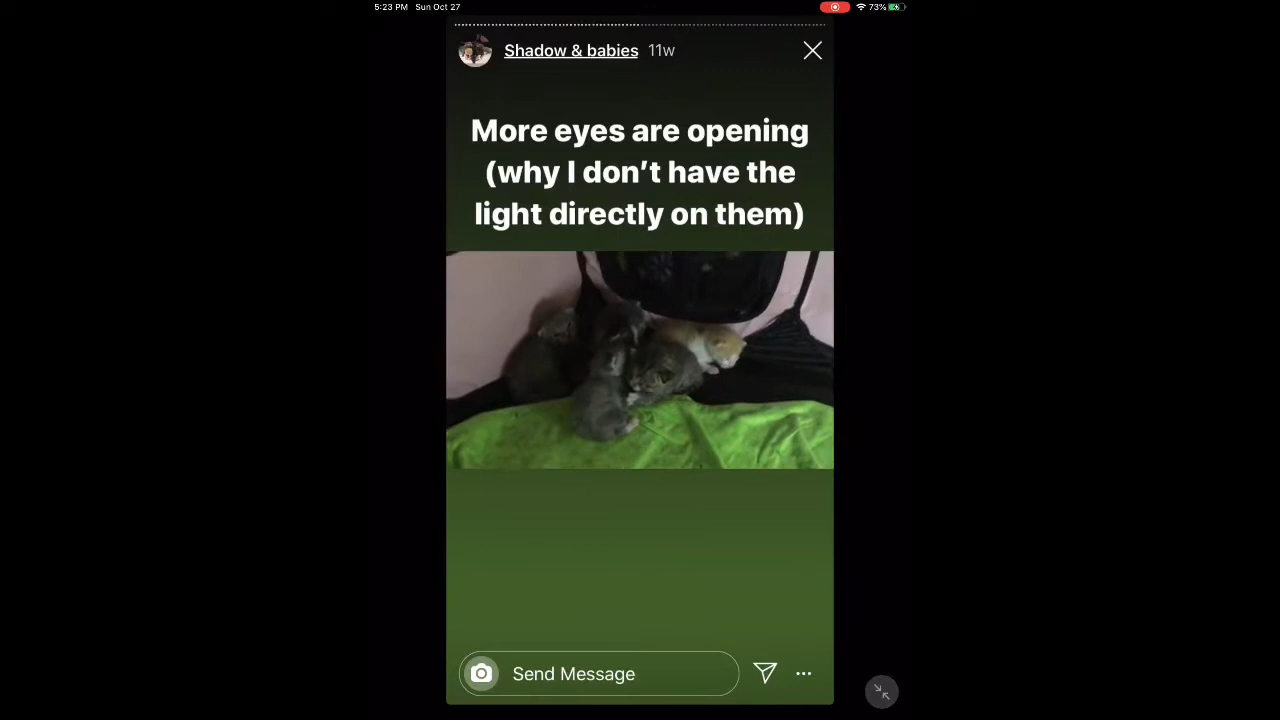 5:23 PM Sun Oct 27
73%
Shadow & babies 11w
More eyes are opening
(why I don’t have the
light directly on them)
Send Message